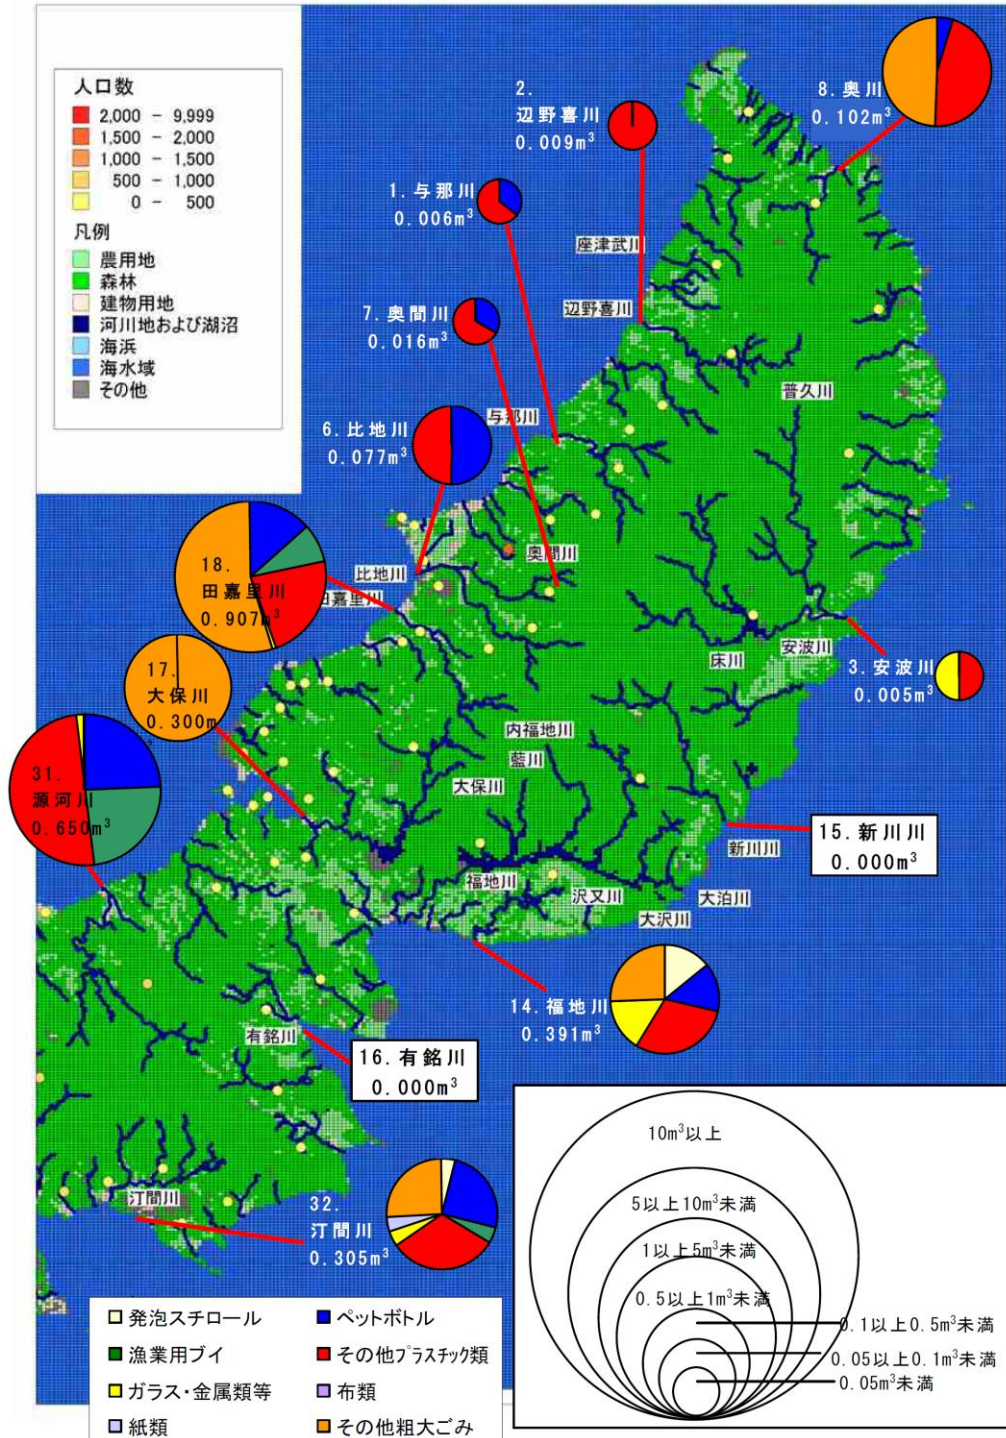 人口数
2,000 - 9,999
1,500 - 2,000
1,000 - 1,500
500 - 1,000
0 - 500
凡例
農用地
森林
建物用地
河川地および湖沼
海浜
海水域
その他
8.奥川
0.102m³
2.
辺野喜川
0.009m³
1.与那川
0.006m³
座津武川
7.奥間川
0.016m³
辺野喜川
普久川
与那川
6.比地川
0.077m³
奥間川
比地川
18.
田嘉里川
0.907m³
田嘉里川
安波川
床川
3.安波川
0.005m³
17.
大保川
0.300m
³
内福地川
藍川
大保川
31.
源河川
0.650m³
15.新川川
0.000m³
新川川
福地川
沢又川
大泊川
大沢川
14.福地川
0.391m³
有銘川
16.有銘川
0.000m³
汀間川
32.
汀間川
0.305m³
10m³以上
5以上10m³未満
1以上5m³未満
0.5以上1m³未満
0.1以上0.5m³未満
0.05以上0.1m³未満
0.05m³未満
発泡スチロール
ペットボトル
漁業用ブイ
その他プラスチック類
ガラス・金属類等
布類
紙類
その他粗大ごみ